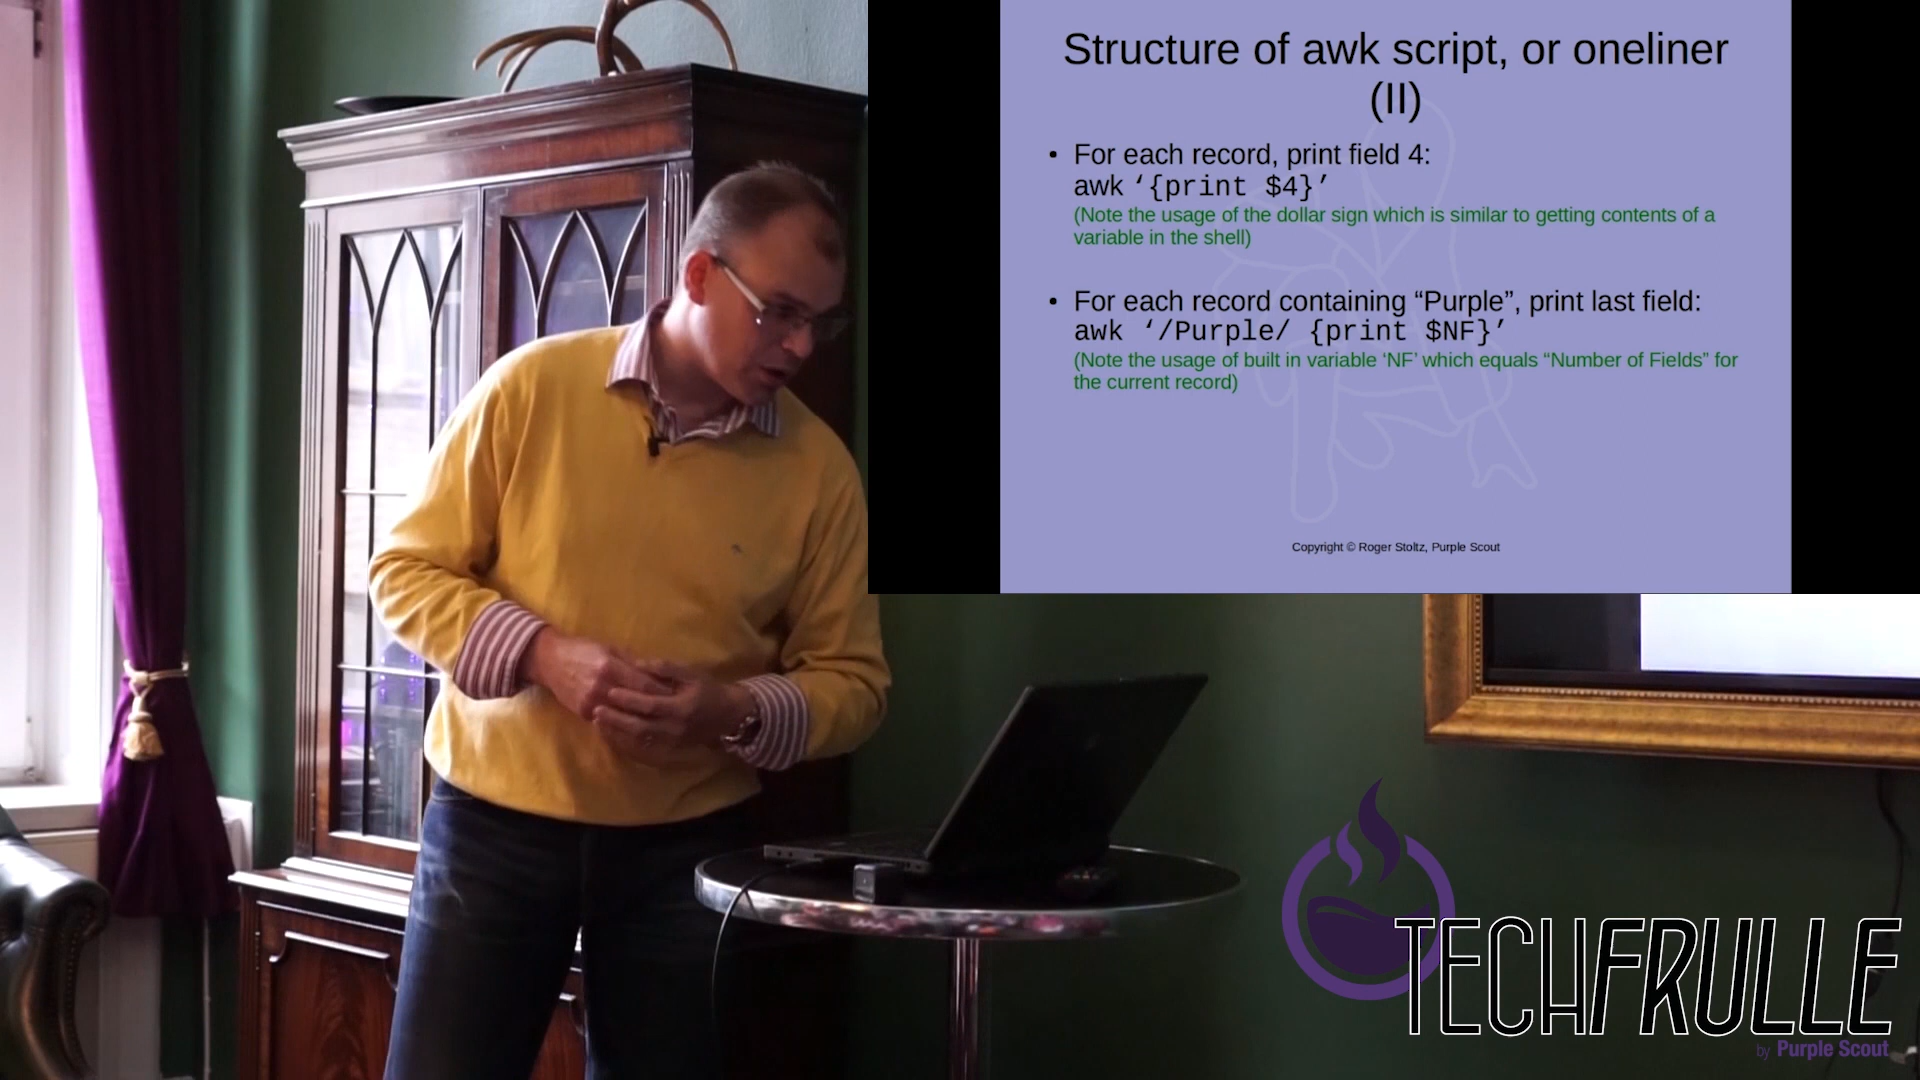 Structure of awk script, or oneliner
(II)
• For each record, print field 4:
awk ‘{print $4}’
(Note the usage of the dollar sign which is similar to getting contents of a
variable in the shell)
• For each record containing “Purple”, print last field:
awk ‘/Purple/ {print $NF}’
(Note the usage of built in variable ‘NF’ which equals “Number of Fields” for
the current record)
Copyright © Roger Stoltz, Purple Scout
TECHFRULLE
by Purple Scout